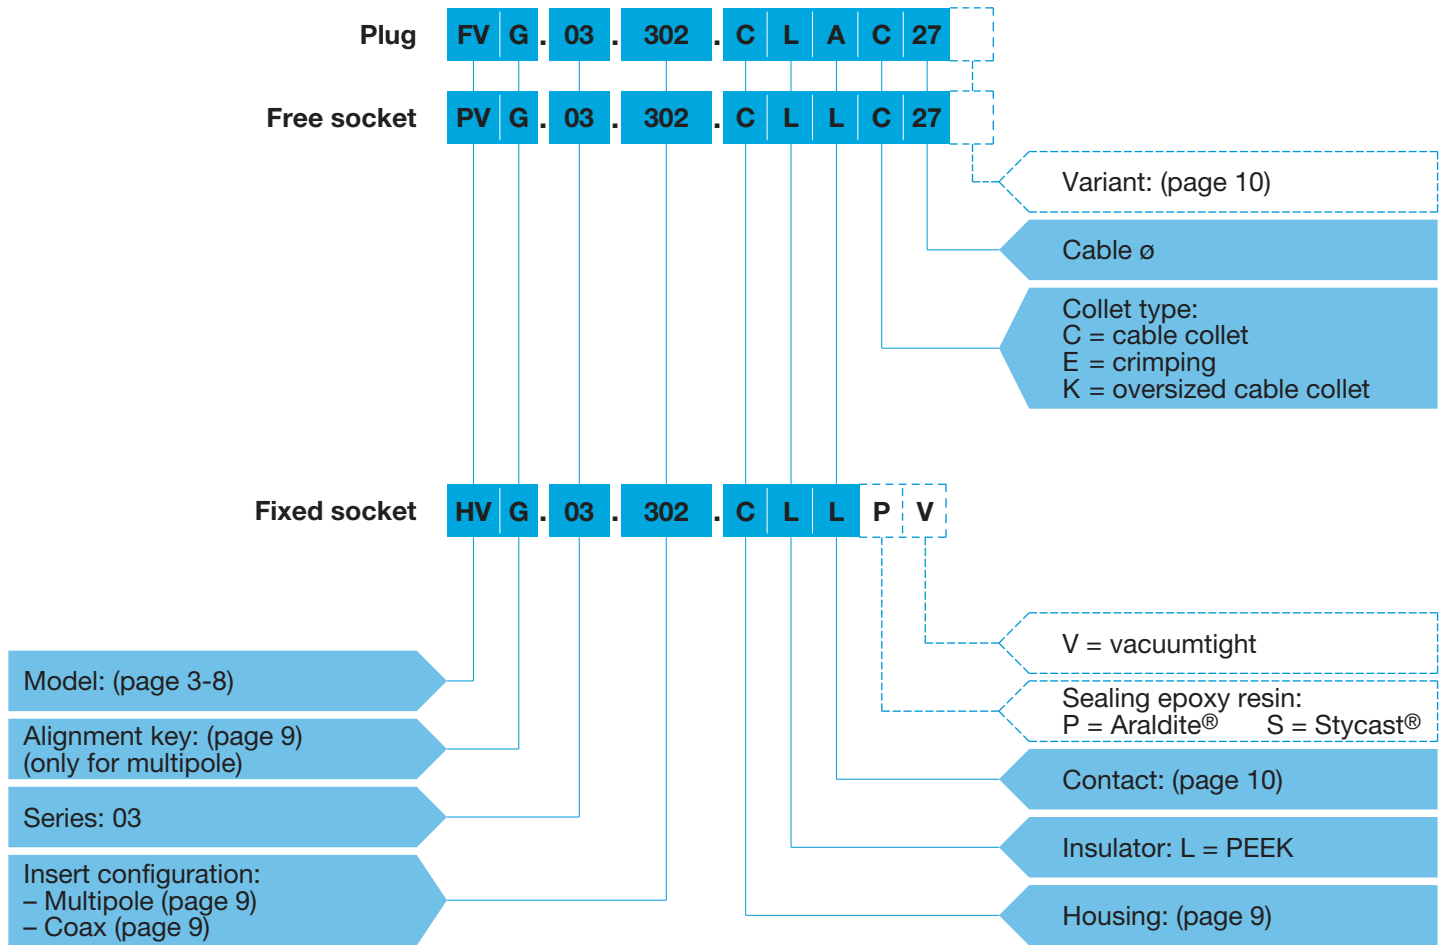 Plug FV G . 03 . 302 . C L A C 27
Free socket PV G . 03 . 302 . C L L C 27
Variant: (page 10)
Cable ø
Collet type:
C = cable collet
E = crimping
K = oversized cable collet
Fixed socket HV G . 03 . 302 . C L L P V
Model: (page 3-8)
Alignment key: (page 9)
(only for multipole)
Series: 03
Insert configuration:
– Multipole (page 9)
– Coax (page 9)
V = vacuumtight
Sealing epoxy resin:
P = Araldite® S = Stycast®
Contact: (page 10)
Insulator: L = PEEK
Housing: (page 9)